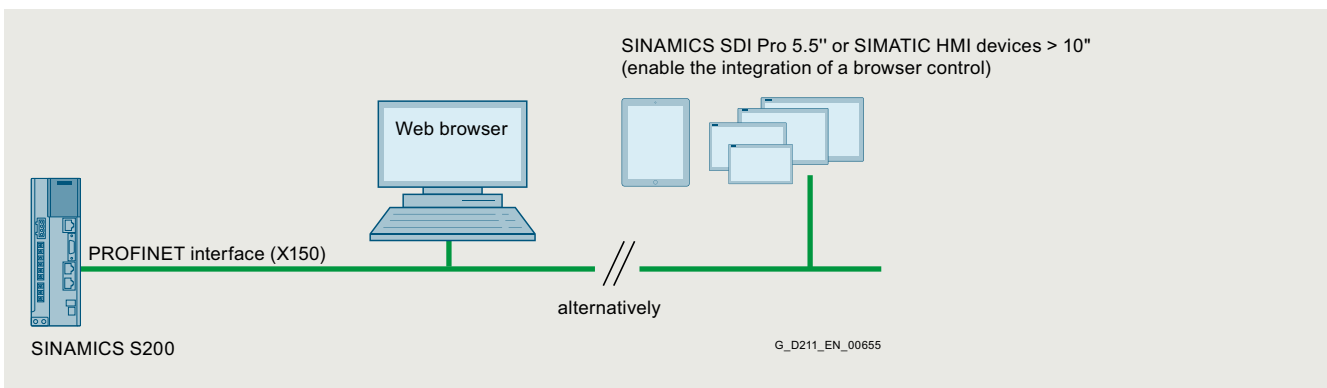 SINAMICS SDI Pro 5.5'' or SIMATIC HMI devices > 10"
(enable the integration of a browser control)
Web browser
PROFINET interface (X150)
alternatively
SINAMICS S200
G_D211_EN_00655